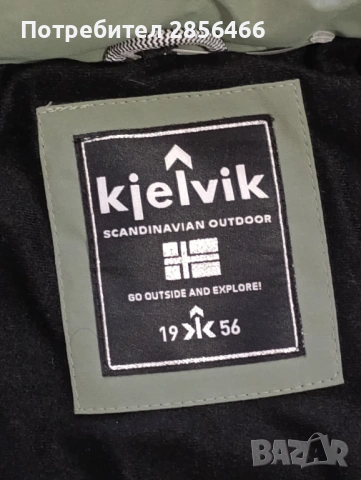 Потребител 2856466
kjelvik
SCANDINAVIAN OUTDOOR
GO OUTSIDE AND EXPLORE!
19 56
BAZAR